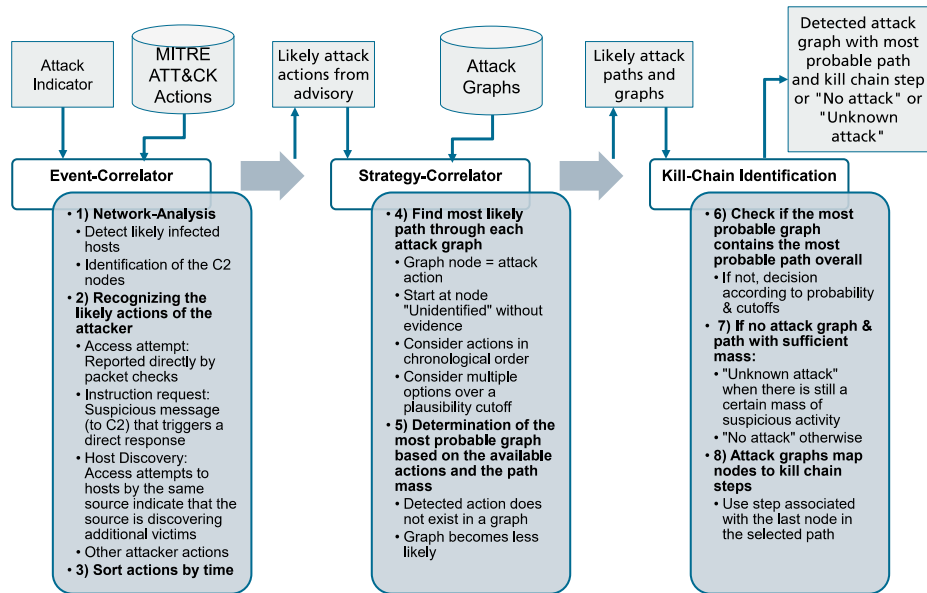 Attack
Indicator
MITRE
ATT&CK
Actions
Likely attack
actions from
advisory
Attack
Graphs
Likely attack
paths and
graphs
Detected attack
graph with most
probable path
and kill chain step
or "No attack" or
"Unknown
attack"
Event-Correlator
• 1) Network-Analysis
• Detect likely infected
hosts
• Identification of the C2
nodes
• 2) Recognizing the
likely actions of the
attacker
• Access attempt:
Reported directly by
packet checks
• Instruction request:
Suspicious message
(to C2) that triggers a
direct response
• Host Discovery:
Access attempts to
hosts by the same
source indicate that the
source is discovering
additional victims
• Other attacker actions
• 3) Sort actions by time
Strategy-Correlator
• 4) Find most likely
path through each
attack graph
• Graph node = attack
action
• Start at node
"Unidentified" without
evidence
• Consider actions in
chronological order
• Consider multiple
options over a
plausibility cutoff
• 5) Determination of the
most probable graph
based on the available
actions and the path
mass
• Detected action does
not exist in a graph
• Graph becomes less
likely
Kill-Chain Identification
• 6) Check if the most
probable graph
contains the most
probable path overall
• If not, decision
according to probability
& cutoffs
• 7) If no attack graph &
path with sufficient
mass:
• "Unknown attack"
when there is still a
certain mass of
suspicious activity
• "No attack" otherwise
• 8) Attack graphs map
nodes to kill chain
steps
• Use step associated
with the last node in
the selected path